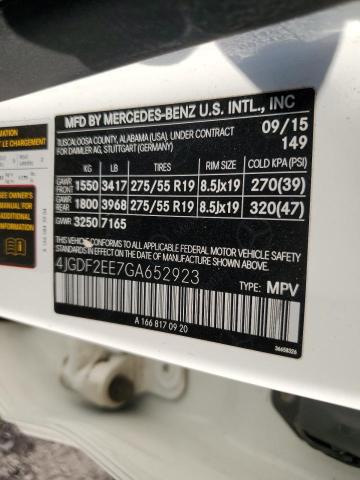 MFD BY MERCEDES-BENZ U.S. INTL., INC
TUSCALOOSA COUNTY, ALABAMA (USA). UNDER CONTRACT
FOR DAIMLER AG, STUTTGART (GERMANY)
09/15
149
KG LB TIRES RIM SIZE COLD KPA (PSI)
GAWR FRONT 1550 3417 275/55 R19 8.5Jx19 270(39)
GAWR REAR 1800 3968 275/55 R19 8.5Jx19 320(47)
GVWR 3250 7165
THIS VEHICLE CONFORMS TO ALL APPLICABLE FEDERAL MOTOR VEHICLE SAFETY
STANDARDS IN EFFECT ON THE DATE OF MANUFACTURE SHOWN ABOVE.
4JGDF2EE7GA652923
TYPE: MPV
A 166 817 09 20
36658326
LE CHARGEMENT
SEE OWNER'S
MANUAL FOR
ADDITIONAL
INFORMATION